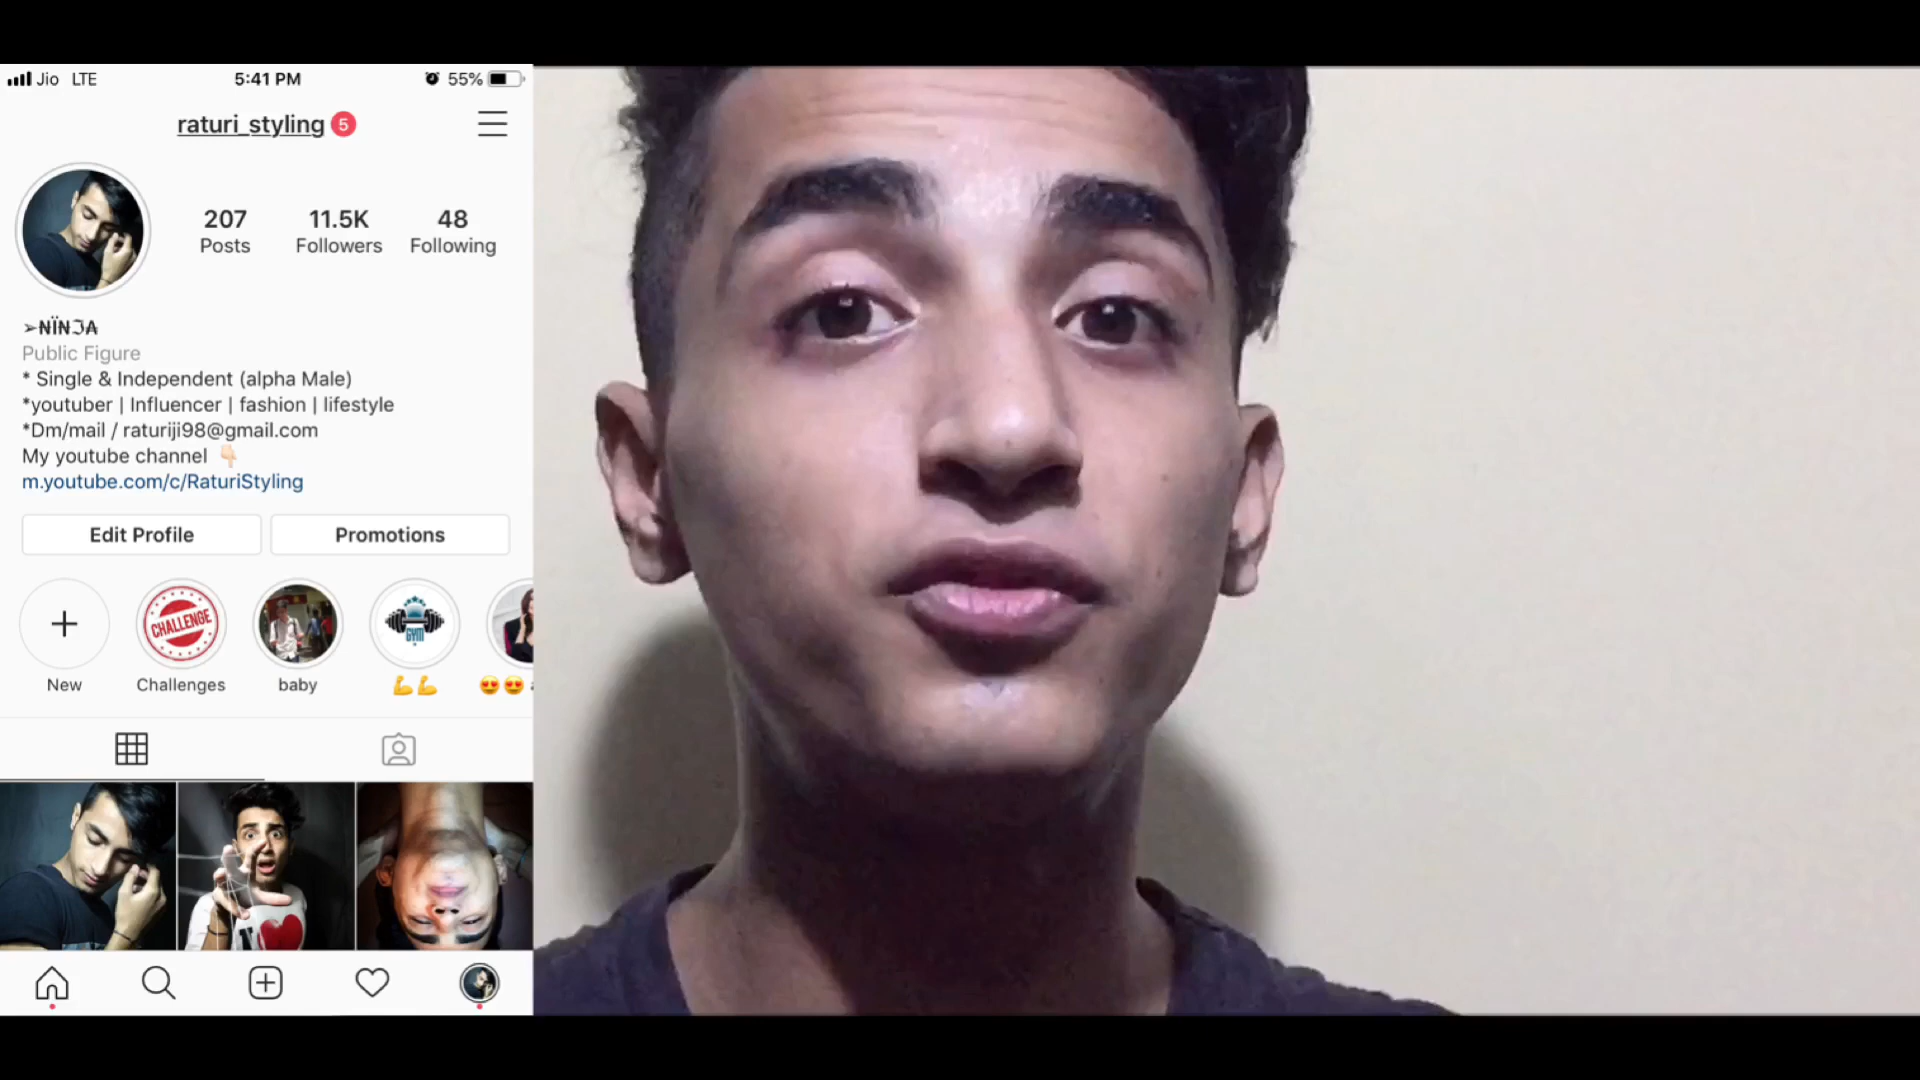 Jio LTE 5:41 PM 55%
raturi_styling 5
207 11.5K 48
Posts Followers Following
➢₦Ï₦ℑ₳
Public Figure
* Single & Independent (alpha Male)
*youtuber | Influencer | fashion | lifestyle
*Dm/mail / raturiji98@gmail.com
My youtube channel 👇🏻
m.youtube.com/c/RaturiStyling
Edit Profile Promotions
CHALLENGE
GYM
New Challenges baby 💪💪 😍😍
I